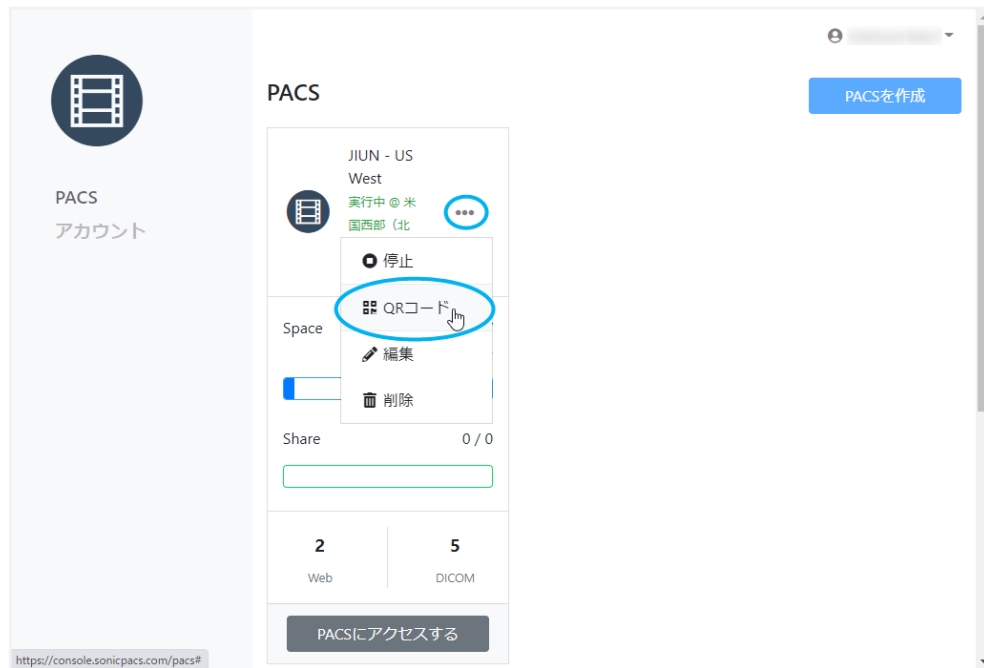 PACS
アカウント
PACS
PACSを作成
JIUN - US
West
実行中 @ 米
国西部（北
停止
QRコード
編集
削除
Space
Share
0 / 0
2
Web
5
DICOM
PACSにアクセスする
https://console.sonicpacs.com/pacs#